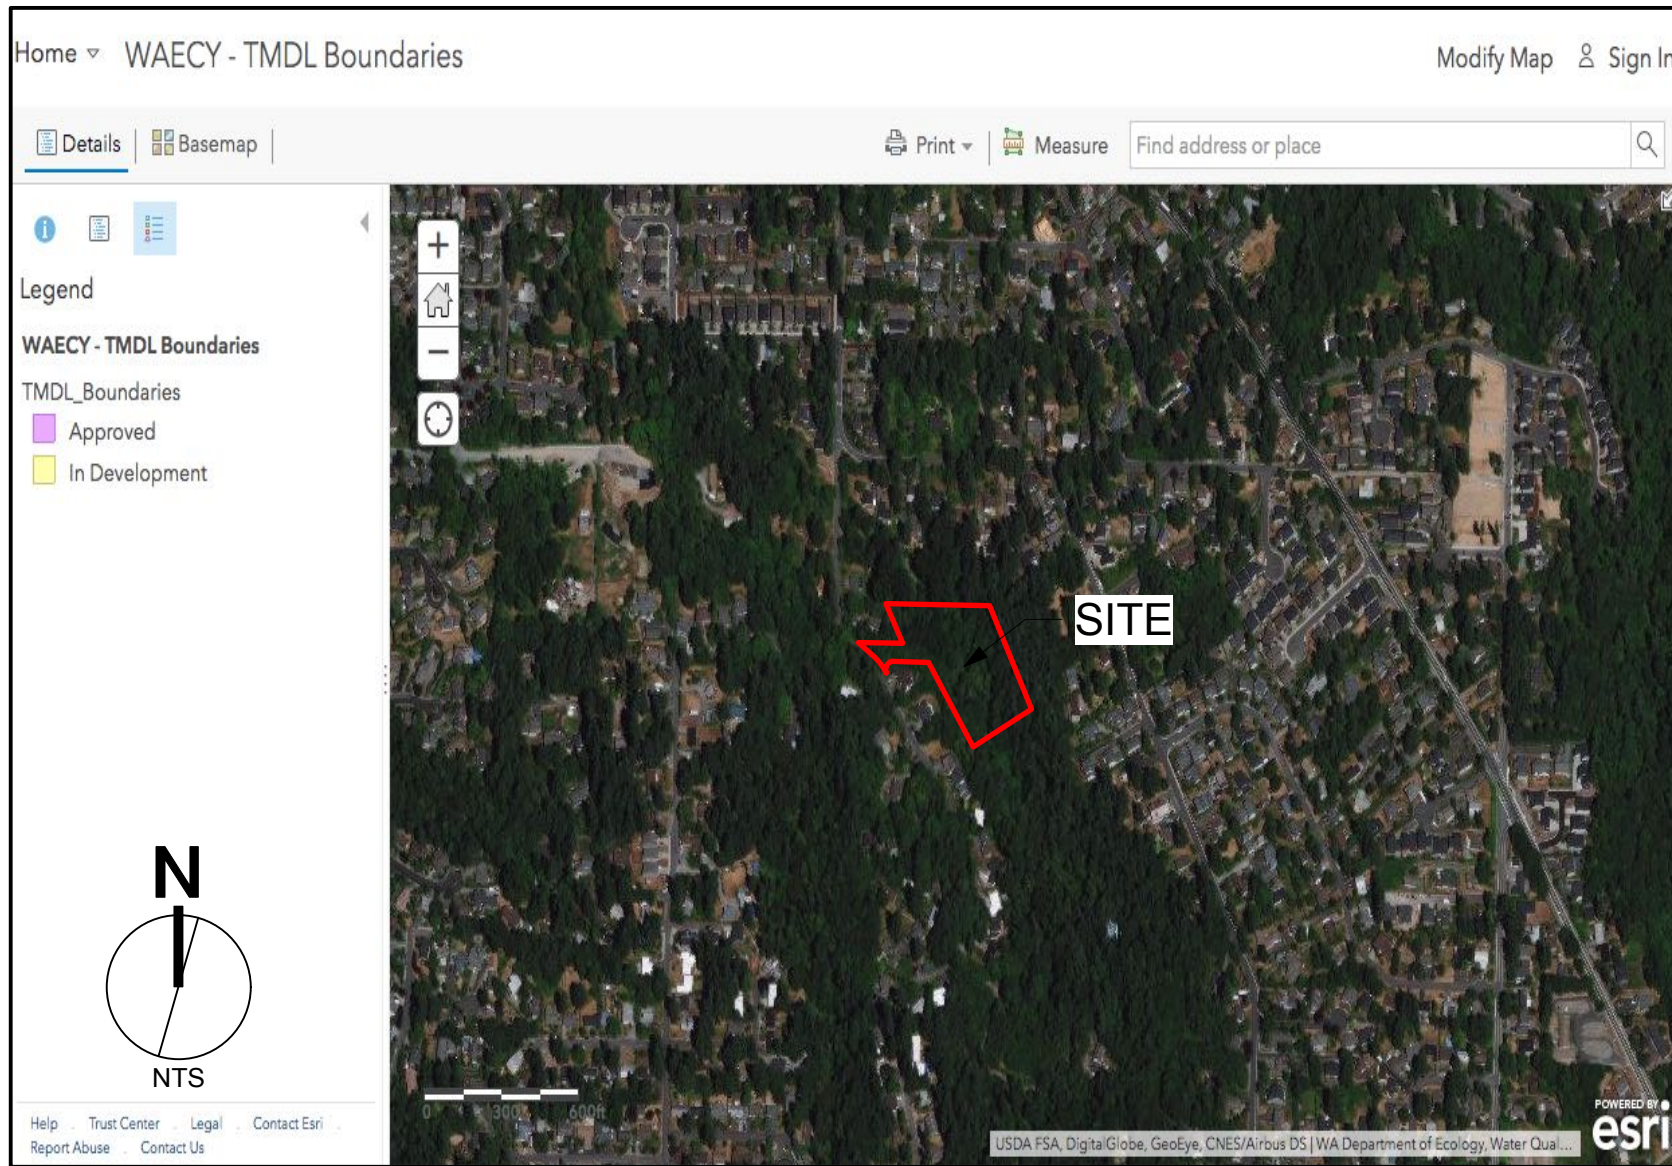 Home WAECY - TMDL Boundaries Modify Map Sign In
Details Basemap Print Measure Find address or place
Legend
WAECY - TMDL Boundaries
TMDL_Boundaries
Approved
In Development
SITE
N
NTS
0 300 600ft
Help Trust Center Legal Contact Esri
Report Abuse Contact Us
USDA FSA, DigitalGlobe, GeoEye, CNES/Airbus DS | WA Department of Ecology, Water Qual...
POWERED BY
esri